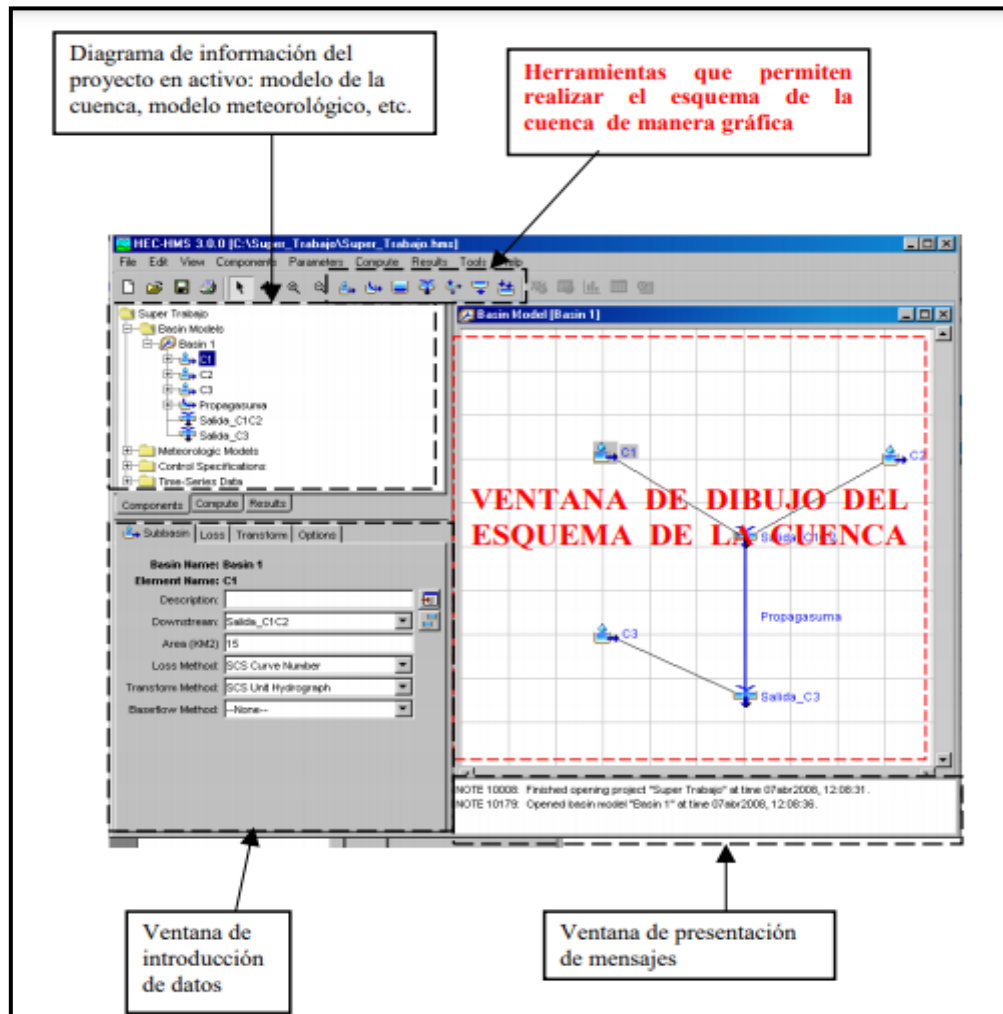 Diagrama de información del
proyecto en activo: modelo de la
cuenca, modelo meteorológico, etc.
Herramientas que permiten
realizar el esquema de la
cuenca de manera gráfica
HEC-HMS 3.0.0 [C:\Super_Trabajo\Super_Trabajo.hms]
File Edit View Components Parameters Compute Results Tools Help
Super Trabajo
Basin Models
Basin 1
C1
C2
C3
Propagasuma
Salida_C1C2
Salida_C3
Meteorologic Models
Control Specifications
Time-Series Data
Components Compute Results
Subbasin Loss Transform Options
Basin Name: Basin 1
Element Name: C1
Description:
Downstream: Salida_C1C2
Area (KM2) 15
Loss Method: SCS Curve Number
Transform Method: SCS Unit Hydrograph
Baseflow Method: --None--
Basin Model [Basin 1]
C1
C2
VENTANA DE DIBUJO DEL
ESQUEMA DE LA CUENCA
Salida_C1C2
Propagasuma
C3
Salida_C3
NOTE 10008: Finished opening project "Super Trabajo" at time 07abr2008, 12:08:31.
NOTE 10179: Opened basin model "Basin 1" at time 07abr2008, 12:08:36.
Ventana de
introducción
de datos
Ventana de presentación
de mensajes